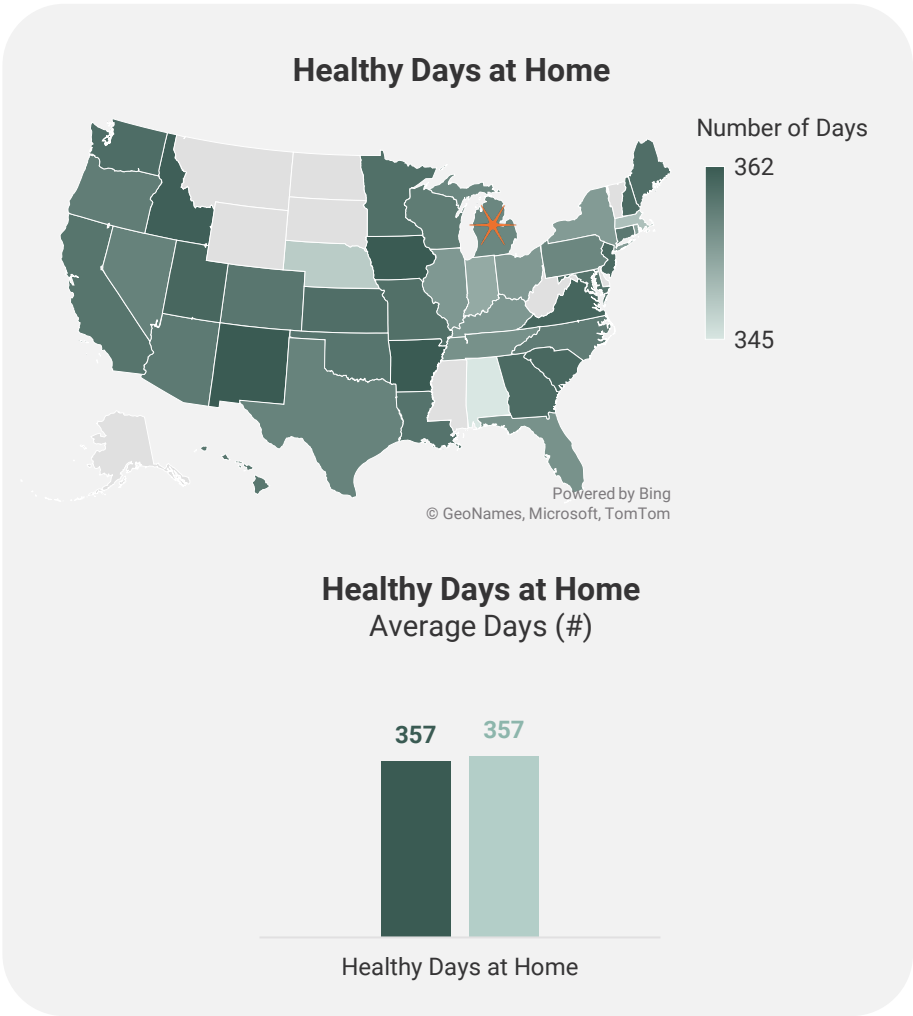 Healthy Days at Home
Number of Days
362
345
Powered by Bing
© GeoNames, Microsoft, TomTom
Healthy Days at Home
Average Days (#)
357
357
Healthy Days at Home